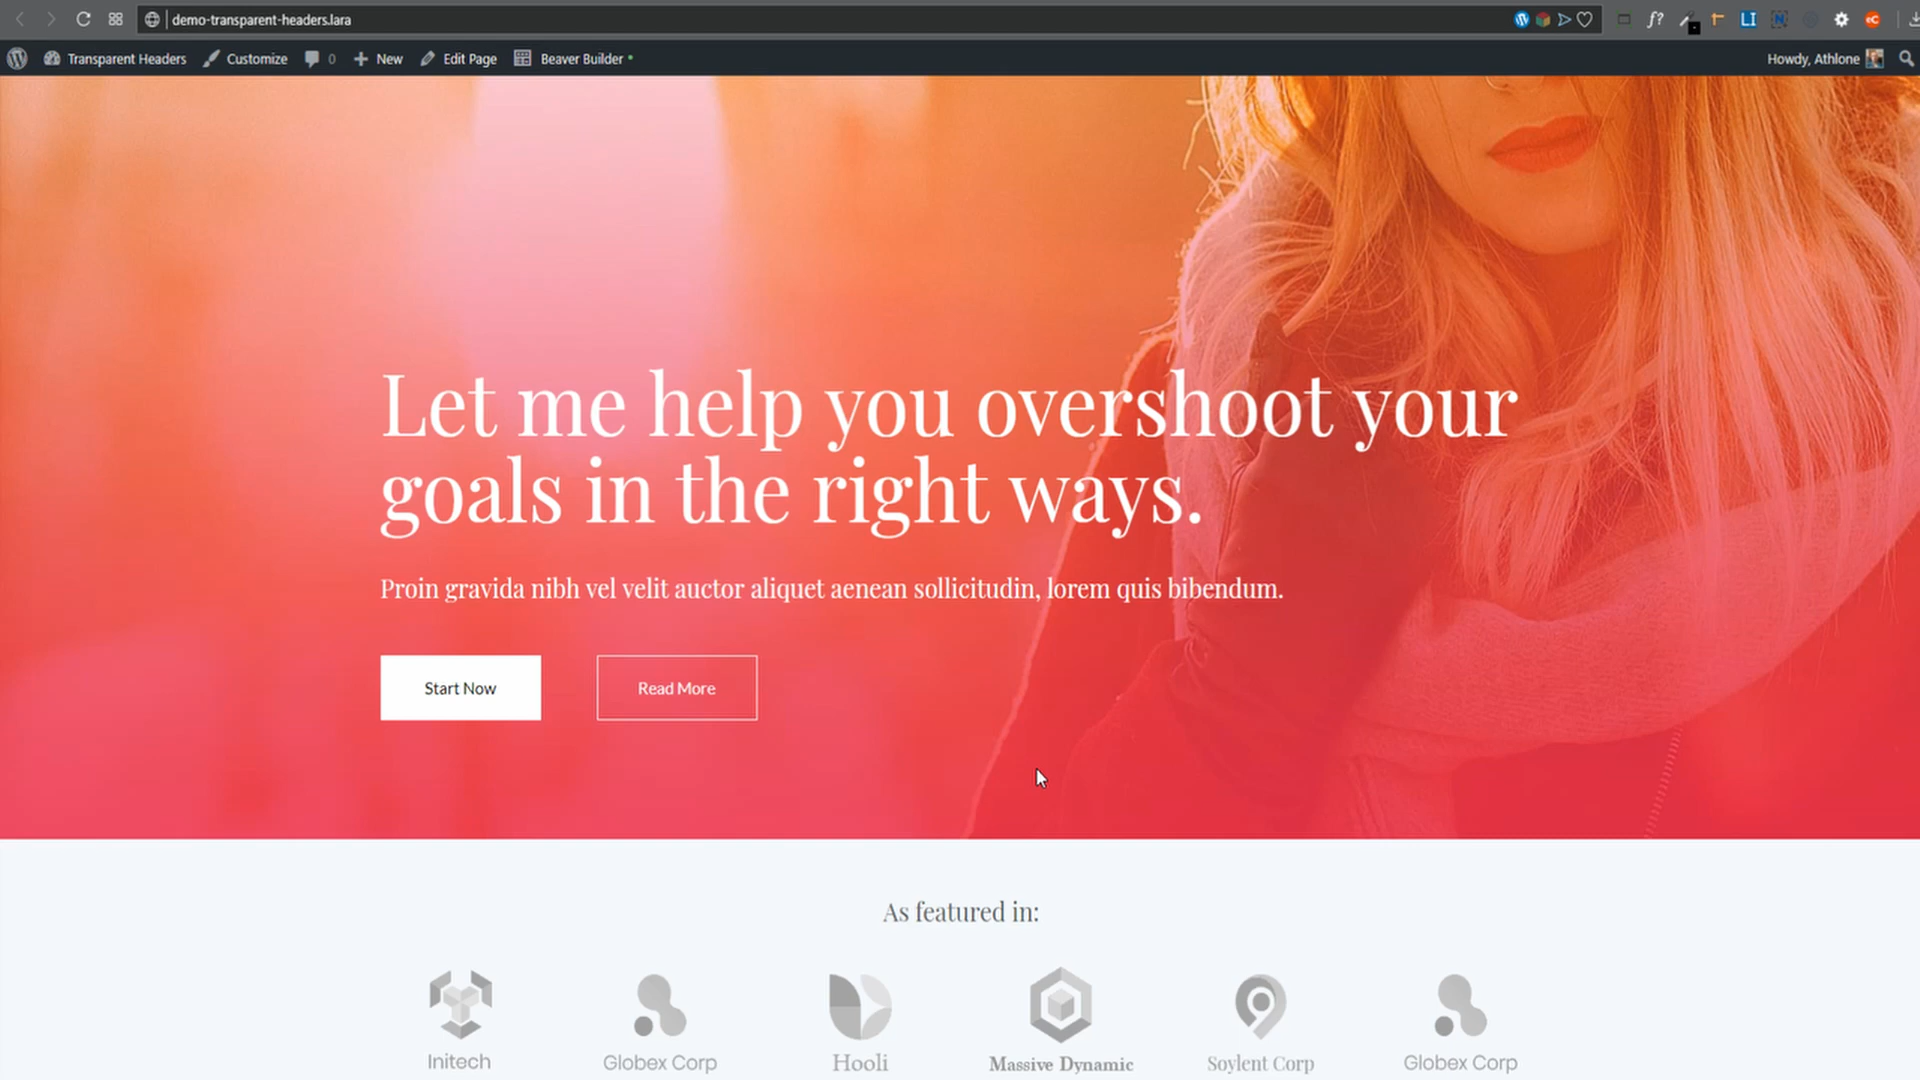 demo-transparent-headers.lara
Transparent Headers Customize 0 New Edit Page Beaver Builder Howdy, Athlone
Let me help you overshoot your
goals in the right ways.
Proin gravida nibh vel velit auctor aliquet aenean sollicitudin, lorem quis bibendum.
Start Now Read More
As featured in:
Initech Globex Corp Hooli Massive Dynamic Soylent Corp Globex Corp